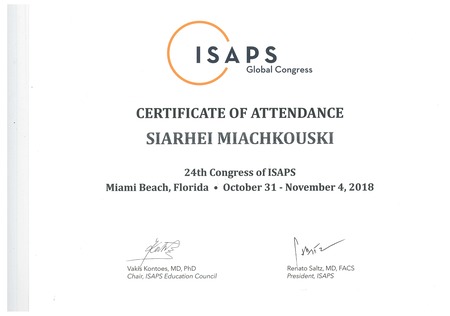 ISAPS
Global Congress
CERTIFICATE OF ATTENDANCE
SIARHEI MIACHKOUSKI
24th Congress of ISAPS
Miami Beach, Florida • October 31 - November 4, 2018
Vakis Kontoes, MD, PhD
Chair, ISAPS Education Council
Renato Saltz, MD, FACS
President, ISAPS